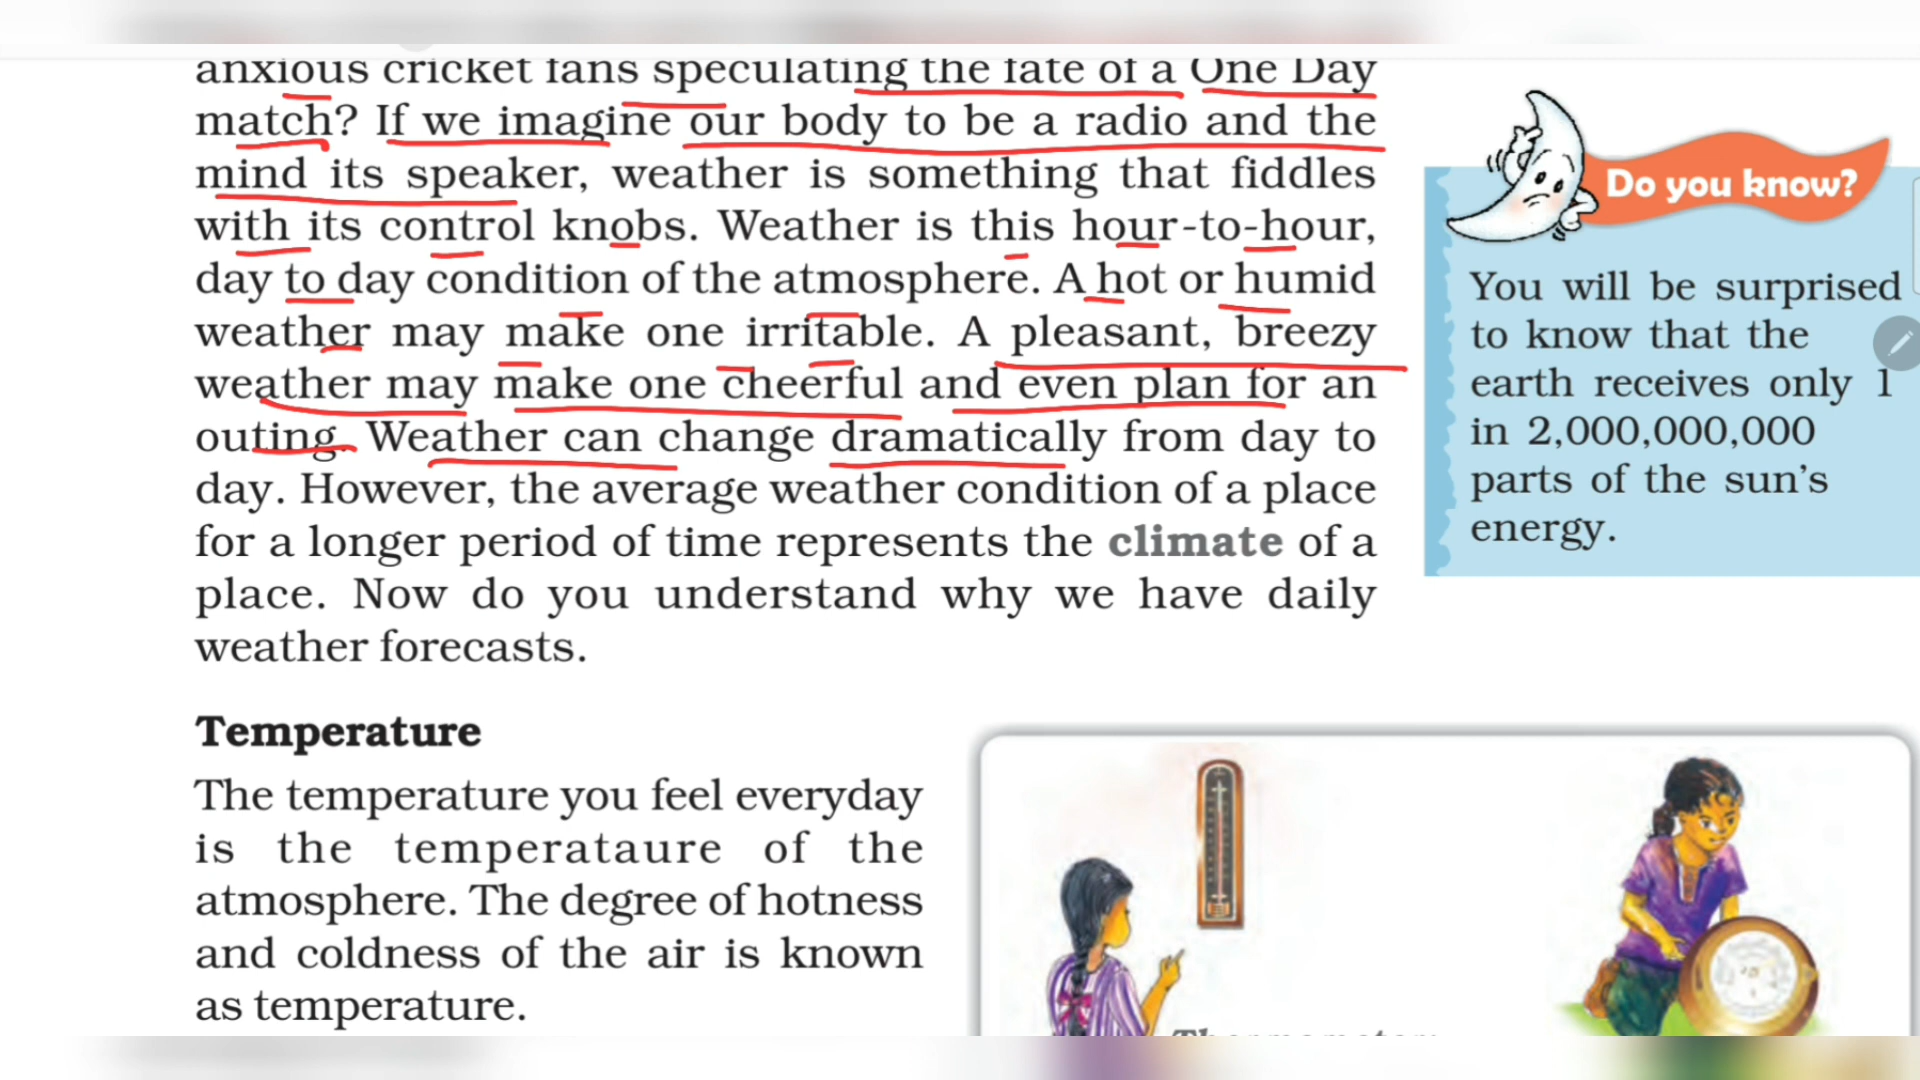 anxious cricket fans speculating the fate of a One Day
match? If we imagine our body to be a radio and the
mind its speaker, weather is something that fiddles
with its control knobs. Weather is this hour-to-hour,
day to day condition of the atmosphere. A hot or humid
weather may make one irritable. A pleasant, breezy
weather may make one cheerful and even plan for an
outing. Weather can change dramatically from day to
day. However, the average weather condition of a place
for a longer period of time represents the climate of a
place. Now do you understand why we have daily
weather forecasts.
Do you know?
You will be surprised
to know that the
earth receives only 1
in 2,000,000,000
parts of the sun's
energy.
Temperature
The temperature you feel everyday
is the temperataure of the
atmosphere. The degree of hotness
and coldness of the air is known
as temperature.